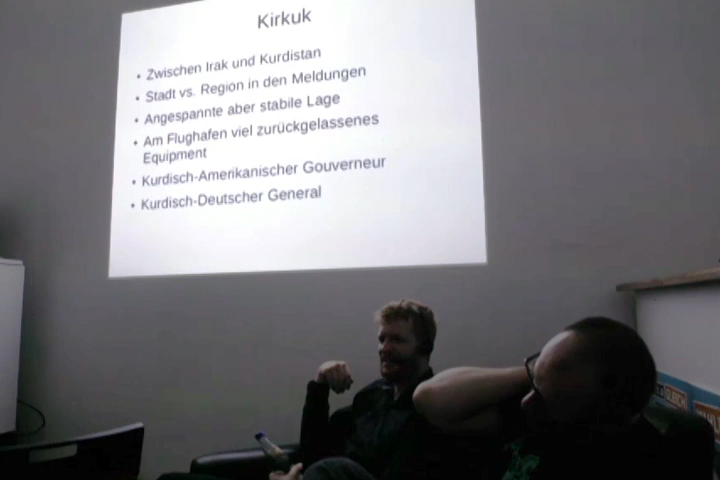 Kirkuk
• Zwischen Irak und Kurdistan
• Stadt vs. Region in den Meldungen
• Angespannte aber stabile Lage
• Am Flughafen viel zurückgelassenes
Equipment
• Kurdisch-Amerikanischer Gouverneur
• Kurdisch-Deutscher General